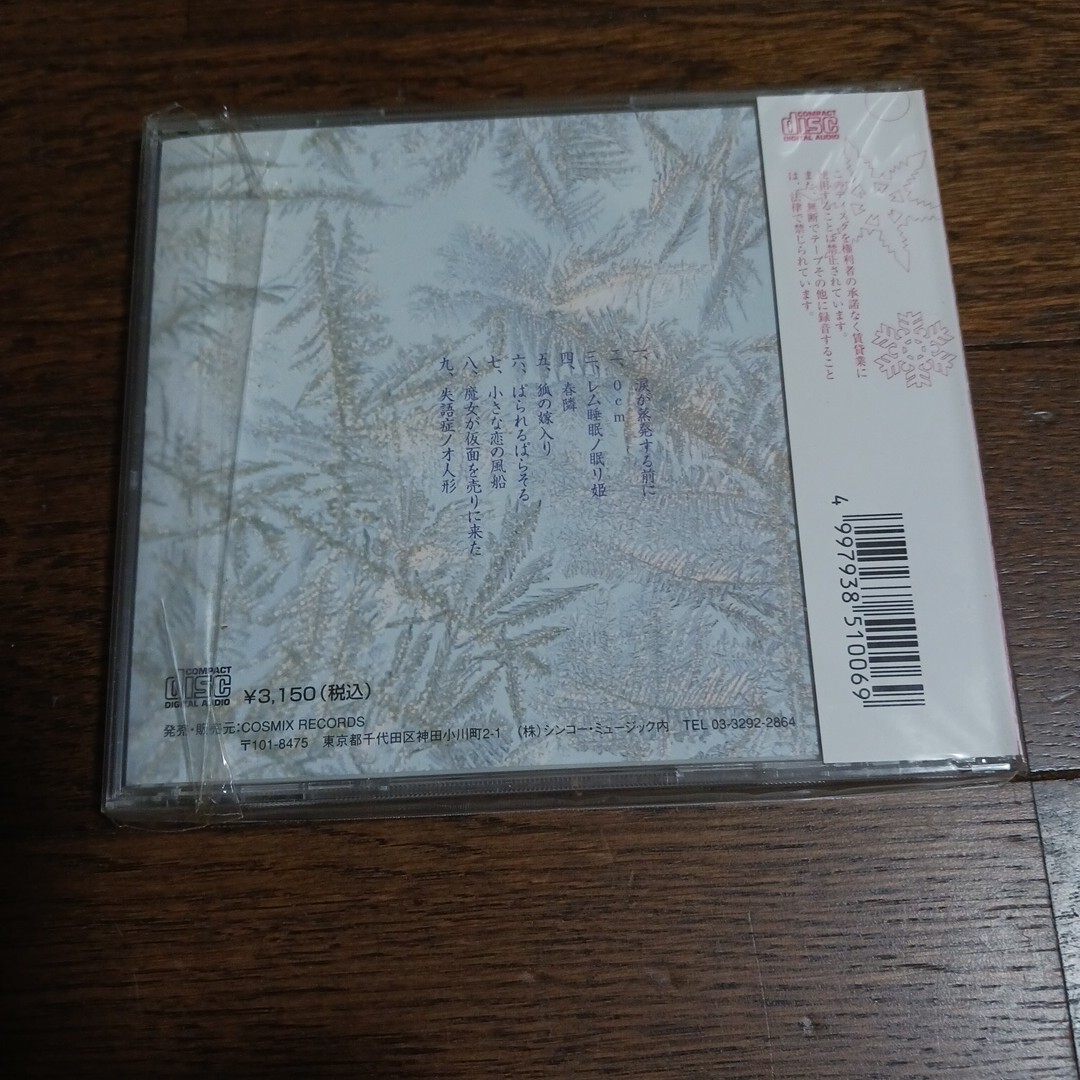 一、涙が蒸発する前に
二、0cm
三、レム睡眠ノ眠り姫
四、春隣
五、狐の嫁入り
六、ぱられるぱらそる
七、小さな恋の風船
八、魔女が仮面を売りに来た
九、失語症ノオ人形
COMPACT
disc
DIGITAL AUDIO
¥3,150(税込)
発売・販売元:COSMIX RECORDS
〒101-8475 東京都千代田区神田小川町2-1 (株)シンコー・ミュージック内 TEL 03-3292-2864
COMPACT
disc
DIGITAL AUDIO
このディスクを権利者の承諾なく賃貸業に
使用することは禁止されています。
また、無断でテープその他に録音すること
は、法律で禁じられています。
4 997938 510069